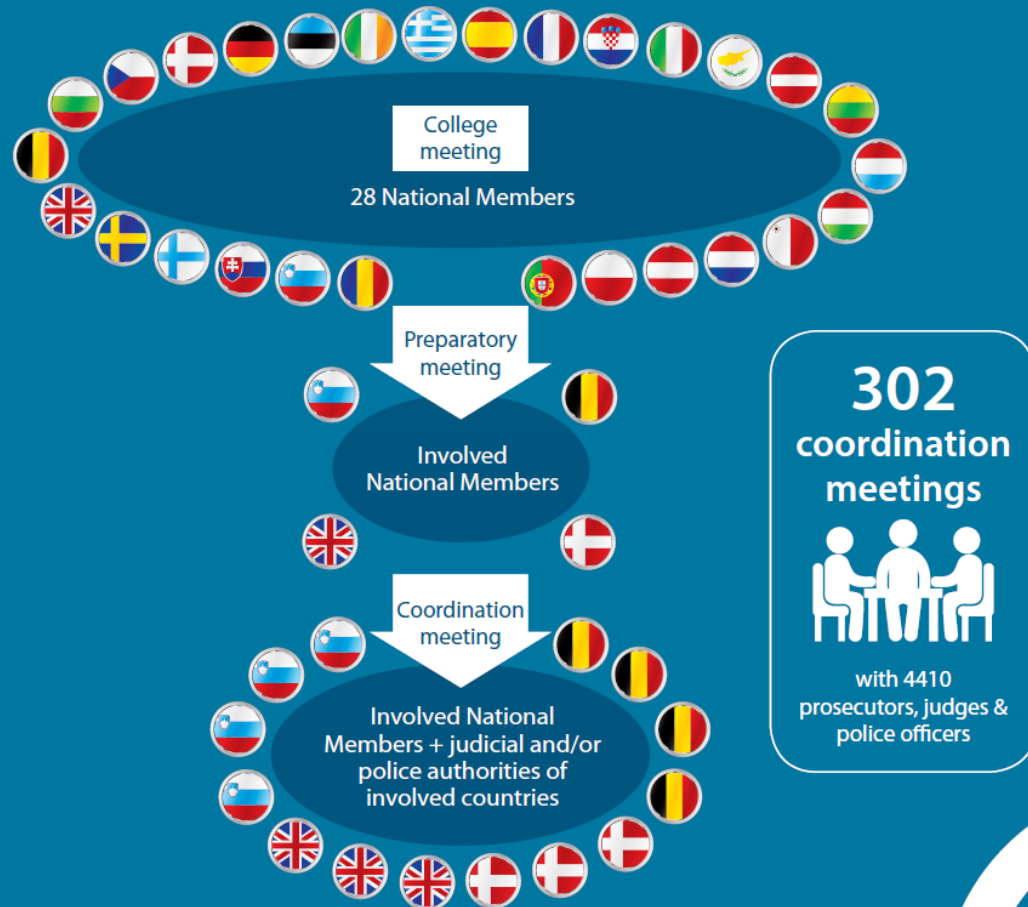 College
meeting
28 National Members
Preparatory
meeting
Involved
National Members
302
coordination
meetings
with 4410
prosecutors, judges &
police officers
Coordination
meeting
Involved National
Members + judicial and/or
police authorities of
involved countries